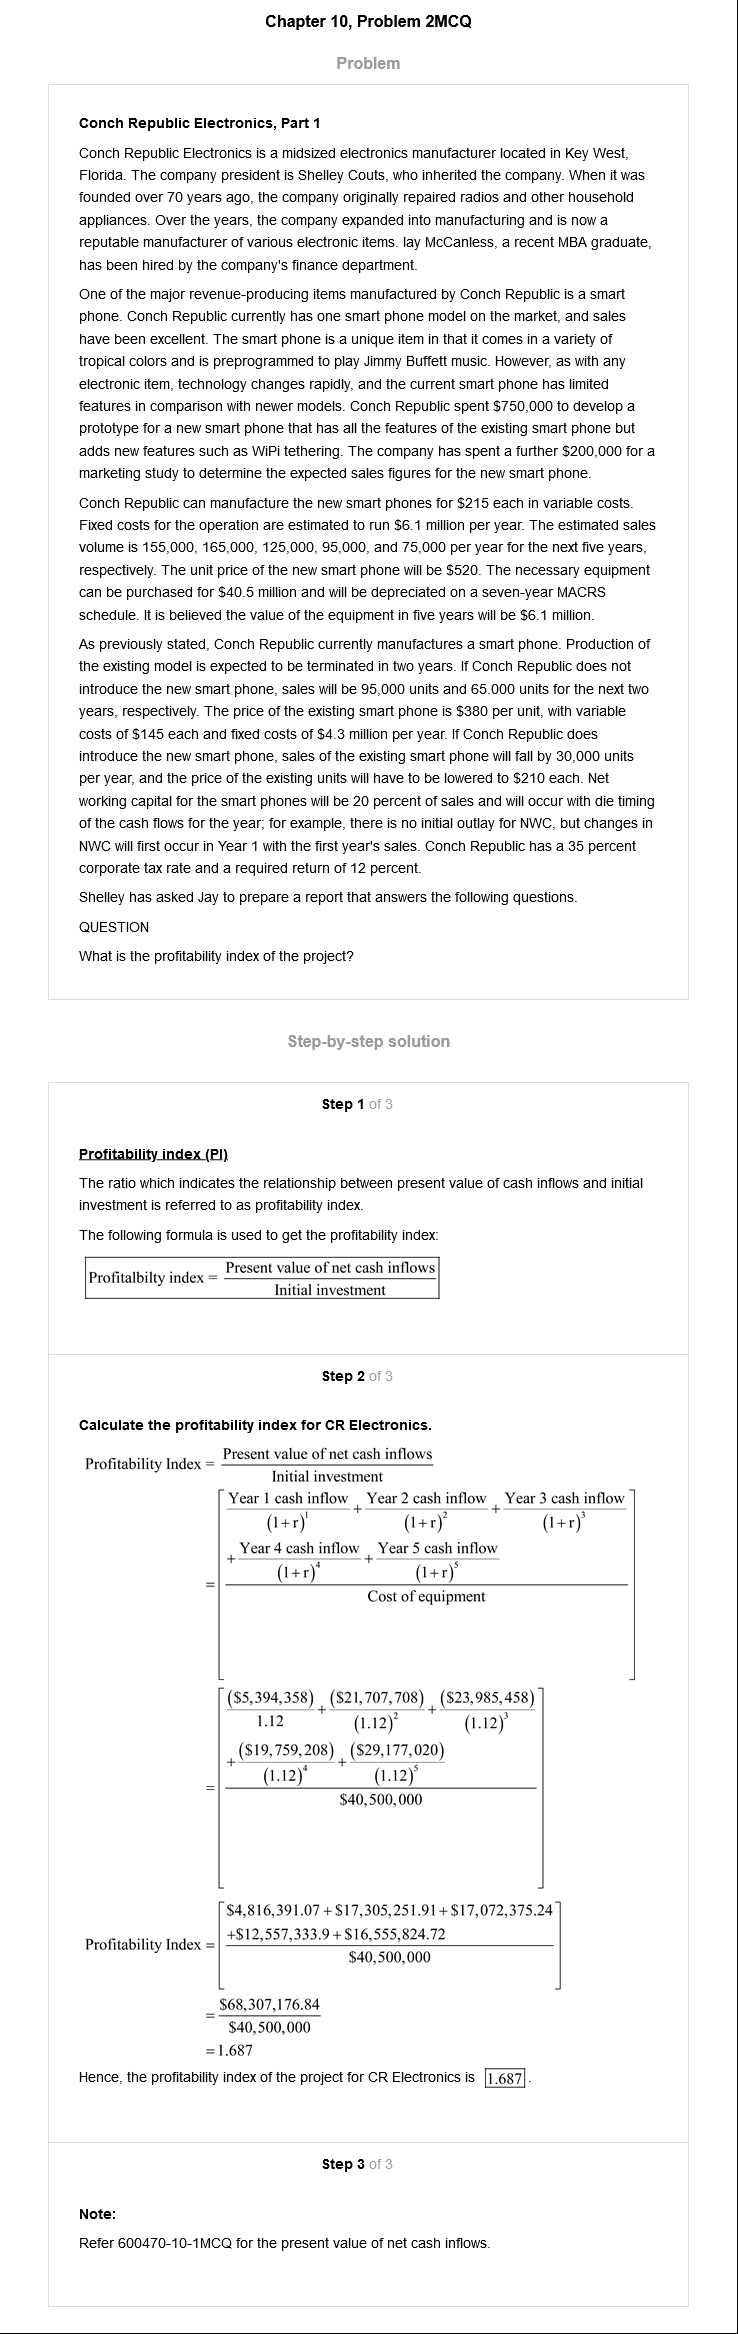 Chapter 10, Problem 2MCQ
Problem
Conch Republic Electronics, Part 1
Conch Republic Electronics is a midsized electronics manufacturer located in Key West,
Florida. The company president is Shelley Couts, who inherited the company. When it was
founded over 70 years ago, the company originally repaired radios and other household
appliances. Over the years, the company expanded into manufacturing and is now a
reputable manufacturer of various electronic items. lay McCanless, a recent MBA graduate,
has been hired by the company's finance department.
One of the major revenue-producing items manufactured by Conch Republic is a smart
phone. Conch Republic currently has one smart phone model on the market, and sales
have been excellent. The smart phone is a unique item in that it comes in a variety of
tropical colors and is preprogrammed to play Jimmy Buffett music. However, as with any
electronic item, technology changes rapidly, and the current smart phone has limited
features in comparison with newer models. Conch Republic spent $750,000 to develop a
prototype for a new smart phone that has all the features of the existing smart phone but
adds new features such as WiPi tethering. The company has spent a further $200,000 for a
marketing study to determine the expected sales figures for the new smart phone.
Conch Republic can manufacture the new smart phones for $215 each in variable costs.
Fixed costs for the operation are estimated to run $6.1 million per year. The estimated sales
volume is 155,000, 165,000, 125,000, 95,000, and 75,000 per year for the next five years,
respectively. The unit price of the new smart phone will be $520. The necessary equipment
can be purchased for $40.5 million and will be depreciated on a seven-year MACRS
schedule. It is believed the value of the equipment in five years will be $6.1 million.
As previously stated, Conch Republic currently manufactures a smart phone. Production of
the existing model is expected to be terminated in two years. If Conch Republic does not
introduce the new smart phone, sales will be 95,000 units and 65.000 units for the next two
years, respectively. The price of the existing smart phone is $380 per unit, with variable
costs of $145 each and fixed costs of $4.3 million per year. If Conch Republic does
introduce the new smart phone, sales of the existing smart phone will fall by 30,000 units
per year, and the price of the existing units will have to be lowered to $210 each. Net
working capital for the smart phones will be 20 percent of sales and will occur with die timing
of the cash flows for the year; for example, there is no initial outlay for NWC, but changes in
NWC will first occur in Year 1 with the first year's sales. Conch Republic has a 35 percent
corporate tax rate and a required return of 12 percent.
Shelley has asked Jay to prepare a report that answers the following questions.
QUESTION
What is the profitability index of the project?
Step-by-step solution
Step 1 of 3
Profitability index (PI)
The ratio which indicates the relationship between present value of cash inflows and initial
investment is referred to as profitability index.
The following formula is used to get the profitability index:
Profitalbilty index = Present value of net cash inflows
Initial investment
Step 2 of 3
Calculate the profitability index for CR Electronics.
Profitability Index = Present value of net cash inflows
Initial investment
= [ Year 1 cash inflow + Year 2 cash inflow + Year 3 cash inflow
(1+r)^1 (1+r)^2 (1+r)^3
+ Year 4 cash inflow + Year 5 cash inflow
(1+r)^4 (1+r)^5
Cost of equipment ]
= [ ($5,394,358) + ($21,707,708) + ($23,985,458)
1.12 (1.12)^2 (1.12)^3
+ ($19,759,208) + ($29,177,020)
(1.12)^4 (1.12)^5
$40,500,000 ]
Profitability Index = [ $4,816,391.07 + $17,305,251.91 + $17,072,375.24
+$12,557,333.9 + $16,555,824.72
$40,500,000 ]
= $68,307,176.84
$40,500,000
= 1.687
Hence, the profitability index of the project for CR Electronics is 1.687.
Step 3 of 3
Note:
Refer 600470-10-1MCQ for the present value of net cash inflows.